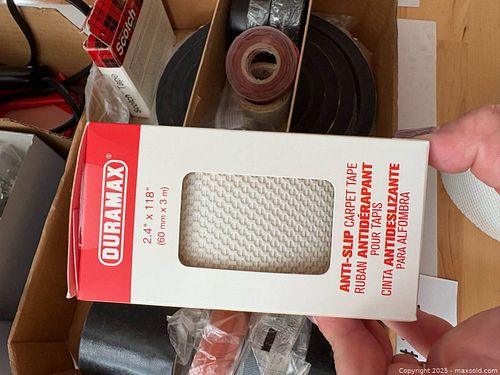 Scotch
DURAMAX®
2.4" x 118"
(60 mm x 3 m)
ANTI-SLIP CARPET TAPE
RUBAN ANTIDÉRAPANT
POUR TAPIS
CINTA ANTIDESLIZANTE
PARA ALFOMBRA
Copyright © 2025 - maxsold.com